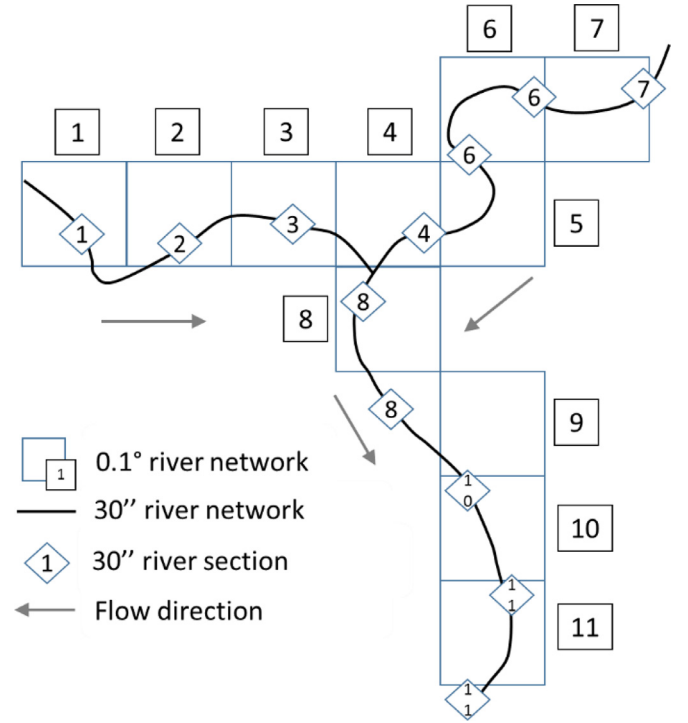 6 7
6 7
1 2 3 4
6
1 2 3 4 5
8 8
8 9
1
0
10
1
1
11
1
1
0.1° river network
1
30’’ river network
1 30’’ river section
Flow direction